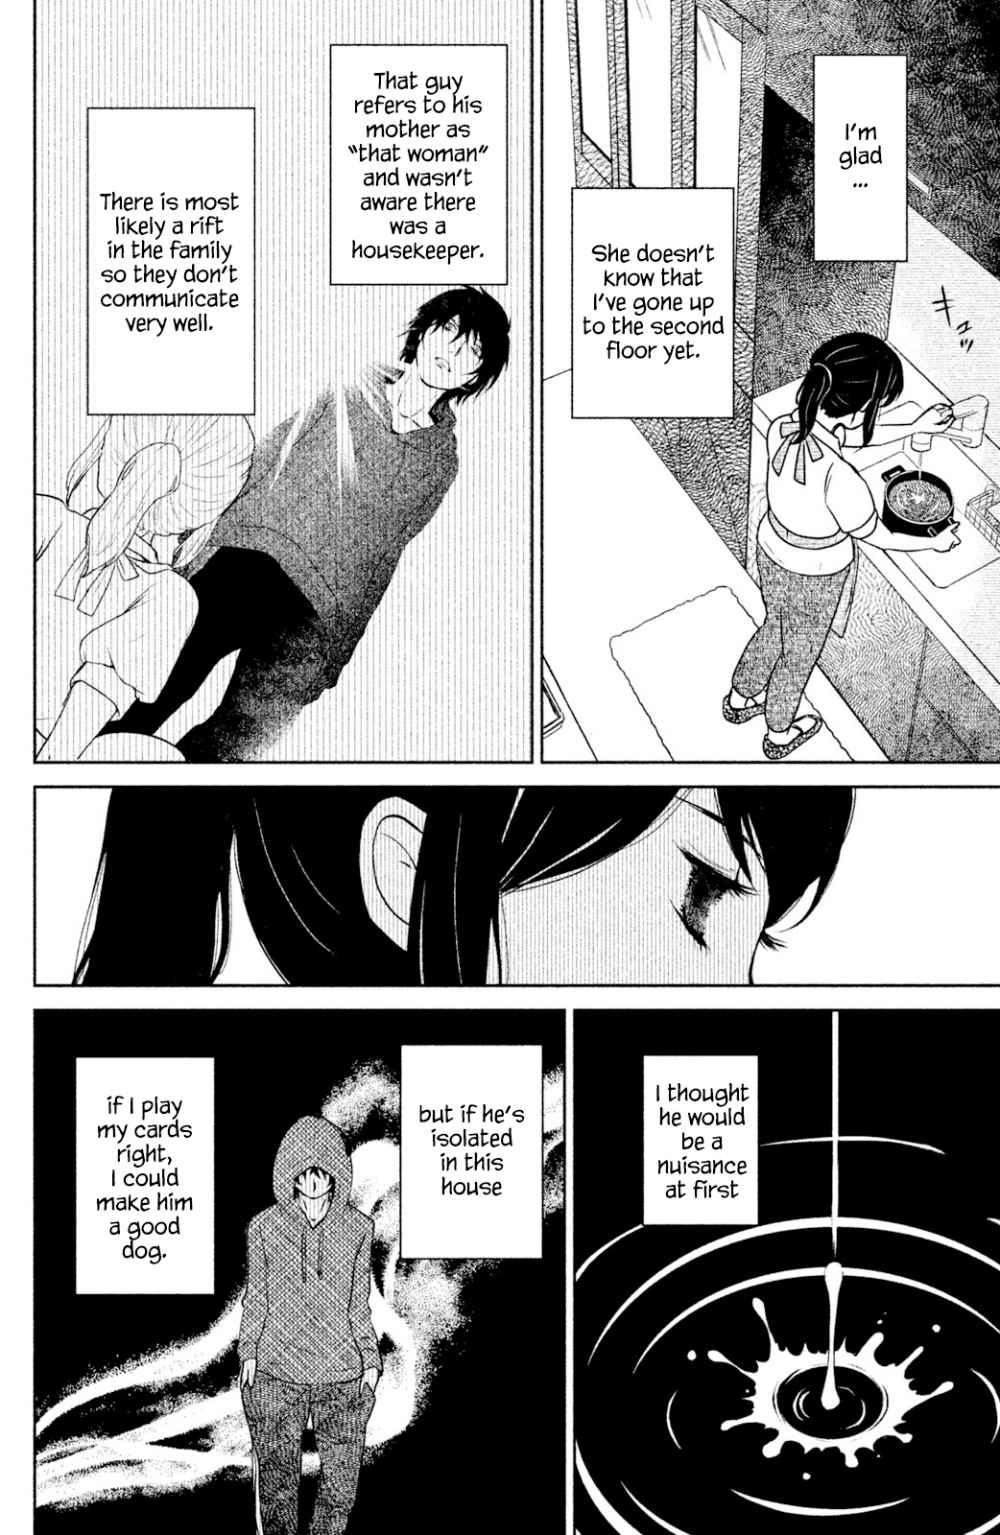 I'm
glad
...
She doesn't
know that
I've gone up
to the second
floor yet.
キュッ
That guy
refers to his
mother as
“that woman”
and wasn't
aware there
was a
housekeeper.
There is most
likely a rift
in the family
so they don't
communicate
very well.
I thought
he would
be a
nuisance
at first
but if he's
isolated
in this
house
if I play
my cards
right,
I could
make him
a good
dog.